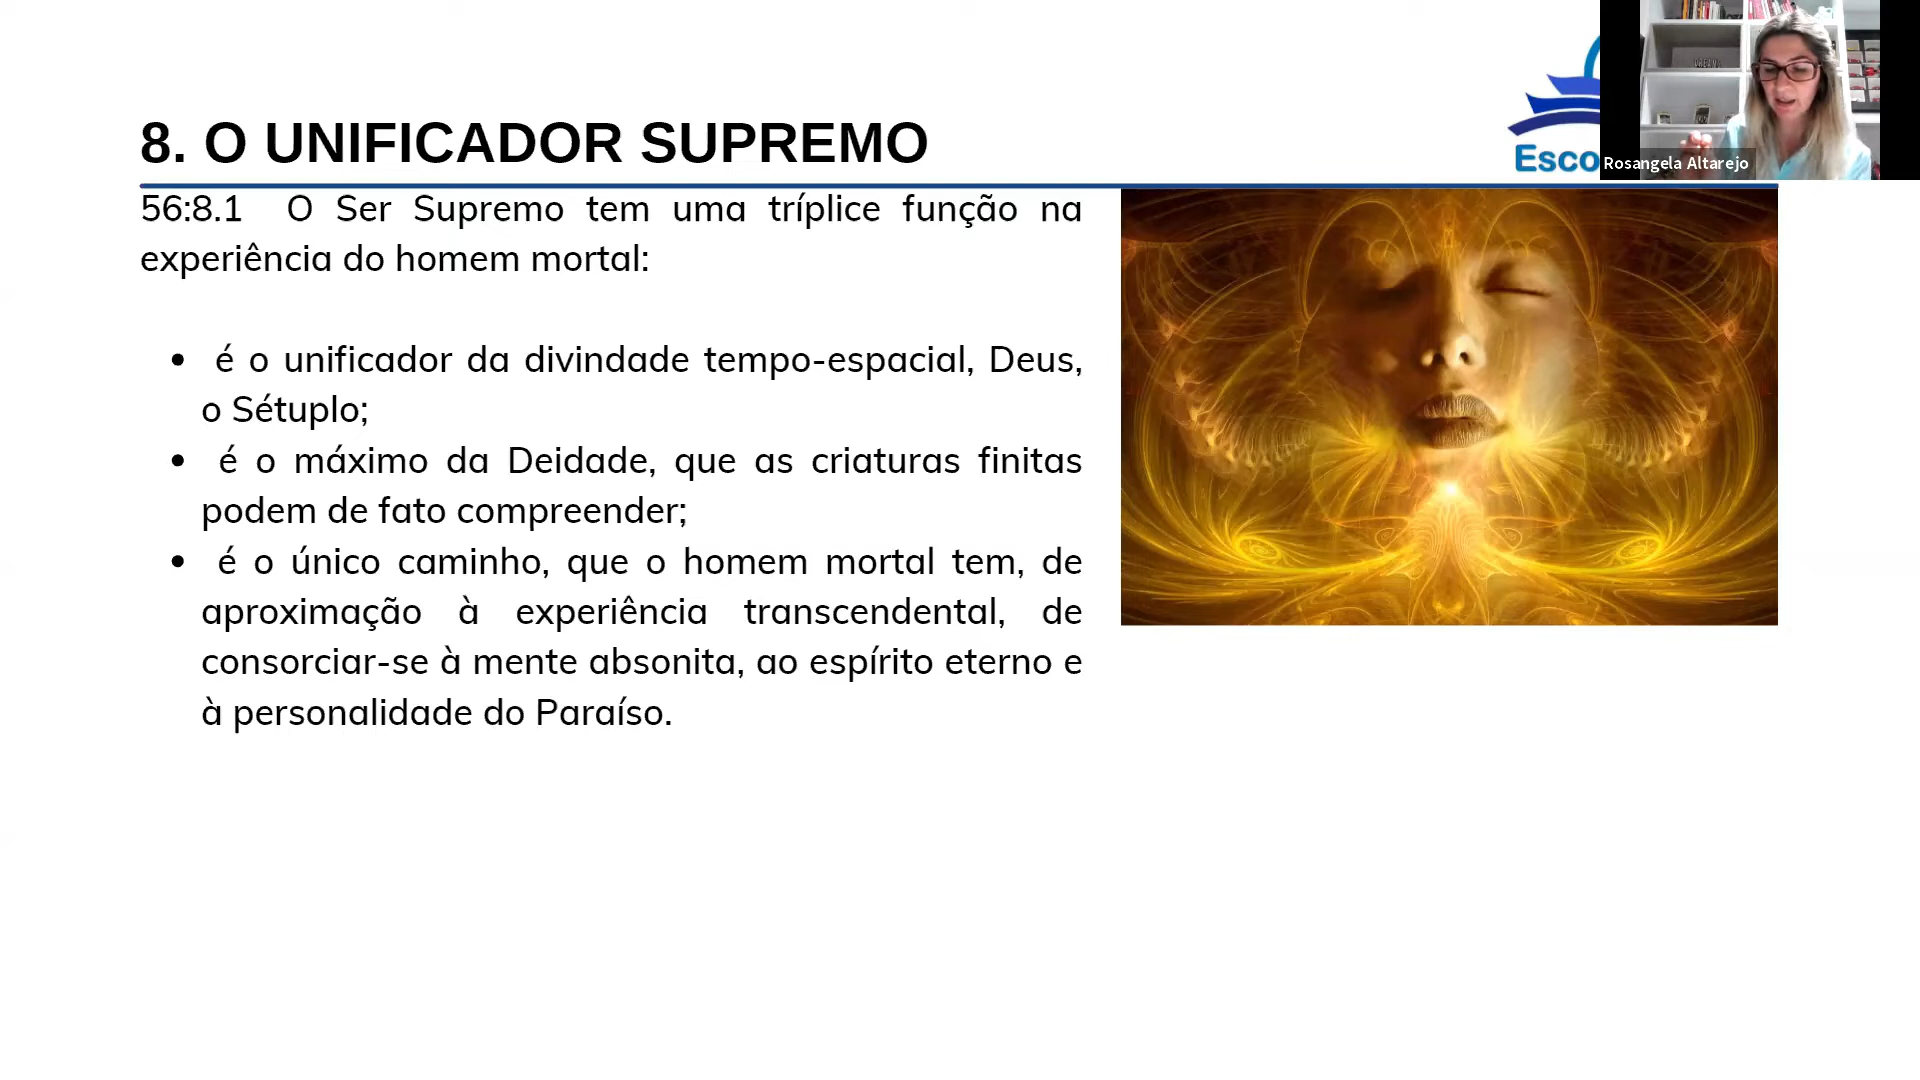 8. O UNIFICADOR SUPREMO
Esco
Rosangela Altarejo
56:8.1 O Ser Supremo tem uma tríplice função na
experiência do homem mortal:
• é o unificador da divindade tempo-espacial, Deus,
o Sétuplo;
• é o máximo da Deidade, que as criaturas finitas
podem de fato compreender;
• é o único caminho, que o homem mortal tem, de
aproximação à experiência transcendental, de
consorciar-se à mente absonita, ao espírito eterno e
à personalidade do Paraíso.